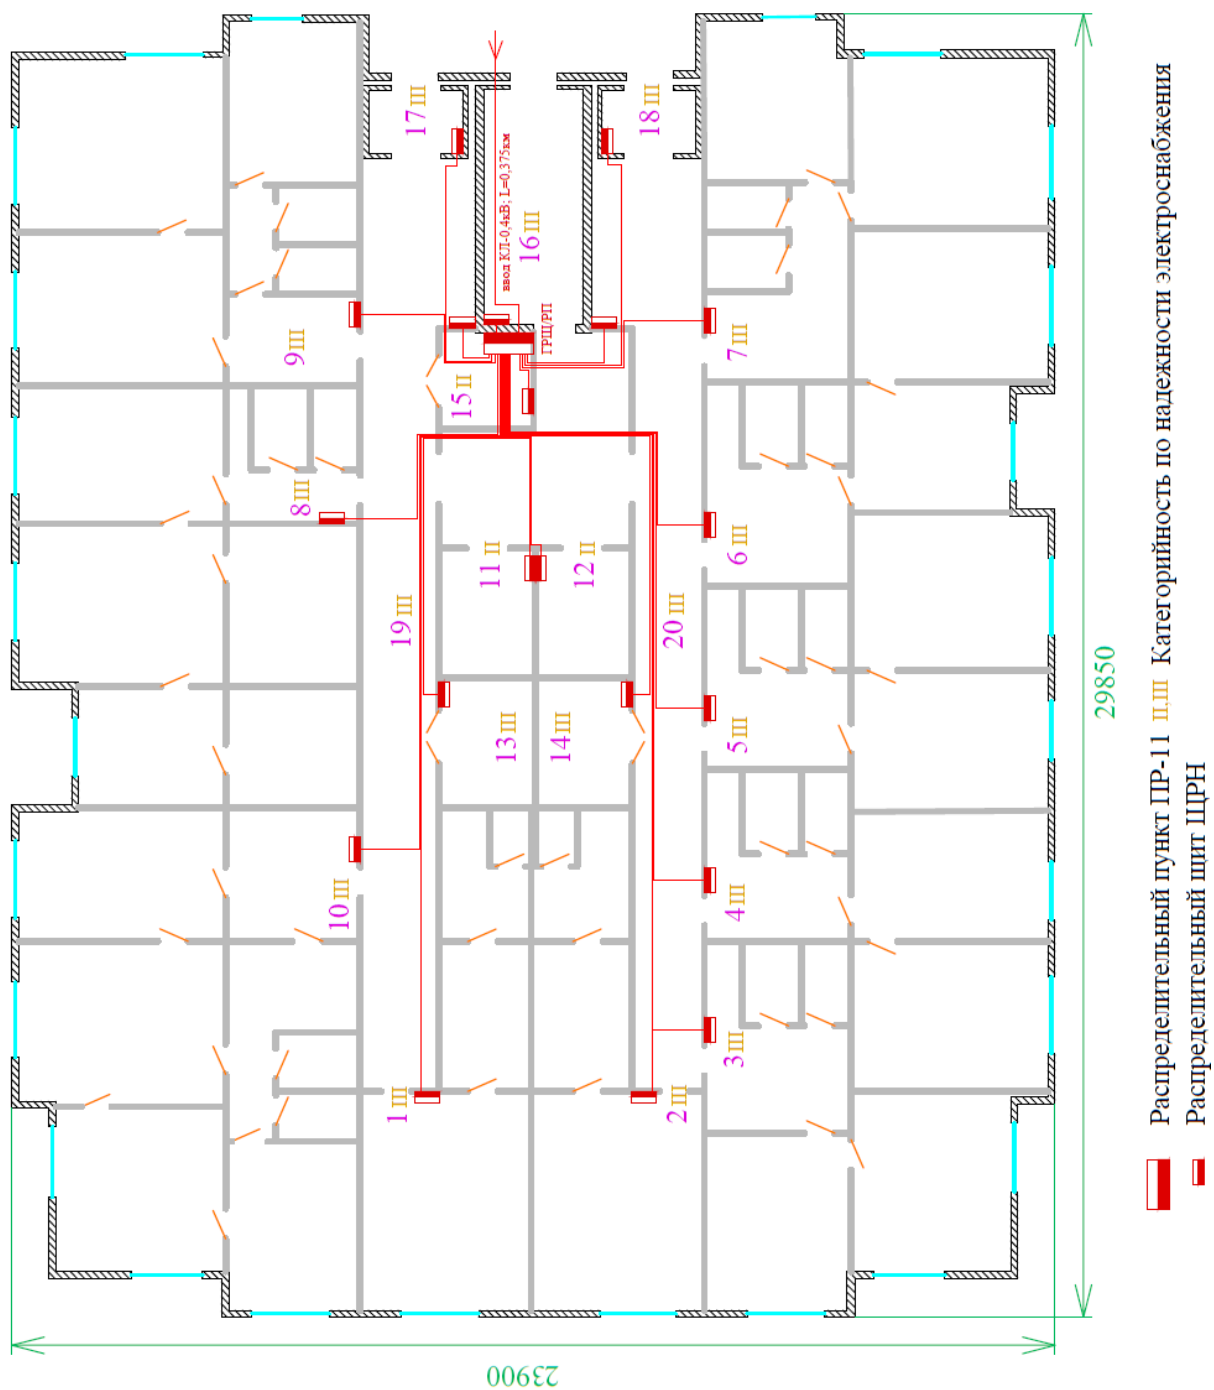 17 III
18 III
ввод КЛ-0,4кВ; L=0,375км
16 III
ГРЩ/РП
9 III
7 III
15 II
8 III
6 III
11 II
12 II
19 III
20 III
13 III
14 III
5 III
10 III
4 III
3 III
1 III
2 III
29850
23900
Распределительный пункт ПР-11
II,III Категорийность по надежности электроснабжения
Распределительный щит ЩРН